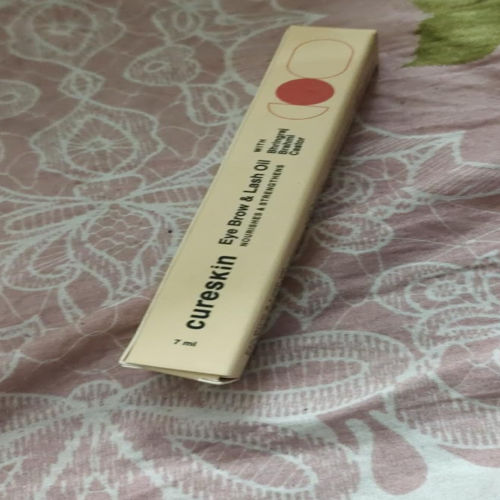 cureskin
Eye Brow & Lash Oil
NOURISHES & STRENGTHENS
WITH
Bhringraj
Brahmi
Castor
7 ml